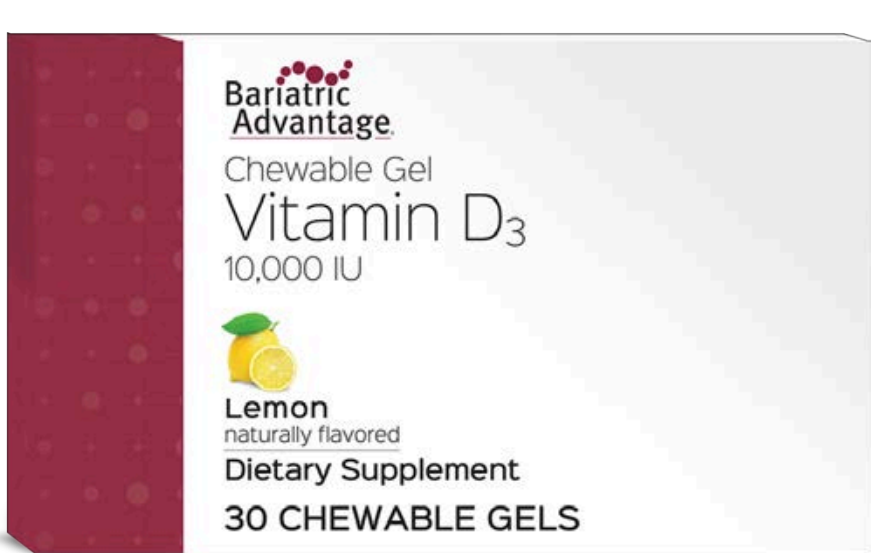 Bariatric
Advantage.
Chewable Gel
Vitamin D3
10,000 IU
Lemon
naturally flavored
Dietary Supplement
30 CHEWABLE GELS